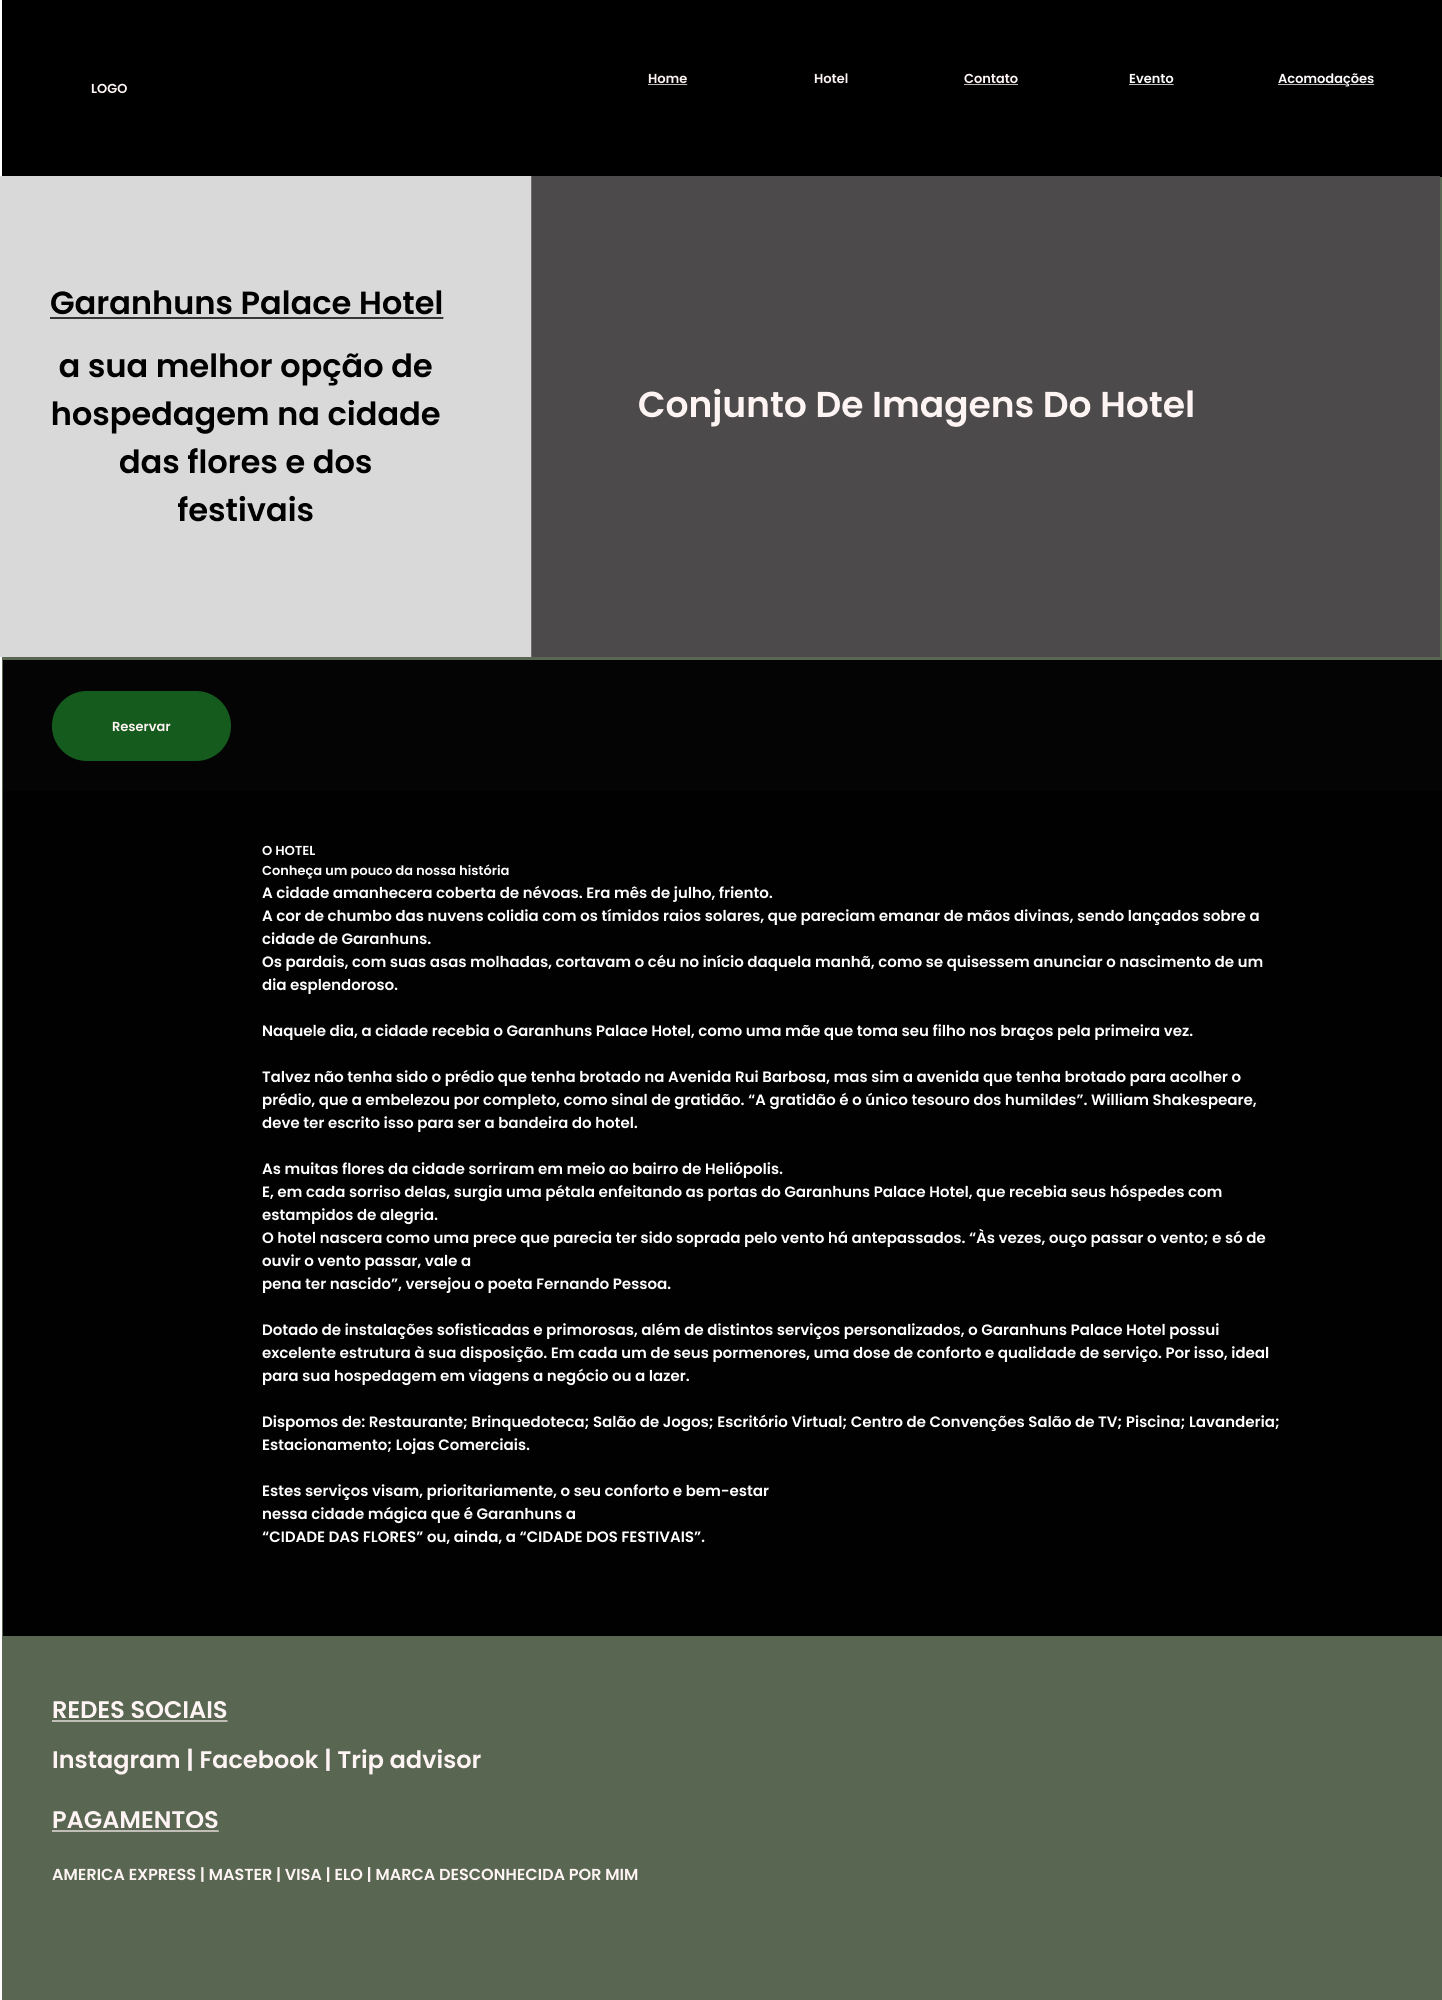 LOGO
Home
Hotel
Contato
Evento
Acomodações
Garanhuns Palace Hotel
a sua melhor opção de
hospedagem na cidade
das flores e dos
festivais
Conjunto De Imagens Do Hotel
Reservar
O HOTEL
Conheça um pouco da nossa história
A cidade amanhecera coberta de névoas. Era mês de julho, friento.
A cor de chumbo das nuvens colidia com os tímidos raios solares, que pareciam emanar de mãos divinas, sendo lançados sobre a
cidade de Garanhuns.
Os pardais, com suas asas molhadas, cortavam o céu no início daquela manhã, como se quisessem anunciar o nascimento de um
dia esplendoroso.
Naquele dia, a cidade recebia o Garanhuns Palace Hotel, como uma mãe que toma seu filho nos braços pela primeira vez.
Talvez não tenha sido o prédio que tenha brotado na Avenida Rui Barbosa, mas sim a avenida que tenha brotado para acolher o
prédio, que a embelezou por completo, como sinal de gratidão. “A gratidão é o único tesouro dos humildes”. William Shakespeare,
deve ter escrito isso para ser a bandeira do hotel.
As muitas flores da cidade sorriram em meio ao bairro de Heliópolis.
E, em cada sorriso delas, surgia uma pétala enfeitando as portas do Garanhuns Palace Hotel, que recebia seus hóspedes com
estampidos de alegria.
O hotel nascera como uma prece que parecia ter sido soprada pelo vento há antepassados. “Às vezes, ouço passar o vento; e só de
ouvir o vento passar, vale a
pena ter nascido”, versejou o poeta Fernando Pessoa.
Dotado de instalações sofisticadas e primorosas, além de distintos serviços personalizados, o Garanhuns Palace Hotel possui
excelente estrutura à sua disposição. Em cada um de seus pormenores, uma dose de conforto e qualidade de serviço. Por isso, ideal
para sua hospedagem em viagens a negócio ou a lazer.
Dispomos de: Restaurante; Brinquedoteca; Salão de Jogos; Escritório Virtual; Centro de Convenções Salão de TV; Piscina; Lavanderia;
Estacionamento; Lojas Comerciais.
Estes serviços visam, prioritariamente, o seu conforto e bem-estar
nessa cidade mágica que é Garanhuns a
“CIDADE DAS FLORES” ou, ainda, a “CIDADE DOS FESTIVAIS”.
REDES SOCIAIS
Instagram | Facebook | Trip advisor
PAGAMENTOS
AMERICA EXPRESS | MASTER | VISA | ELO | MARCA DESCONHECIDA POR MIM